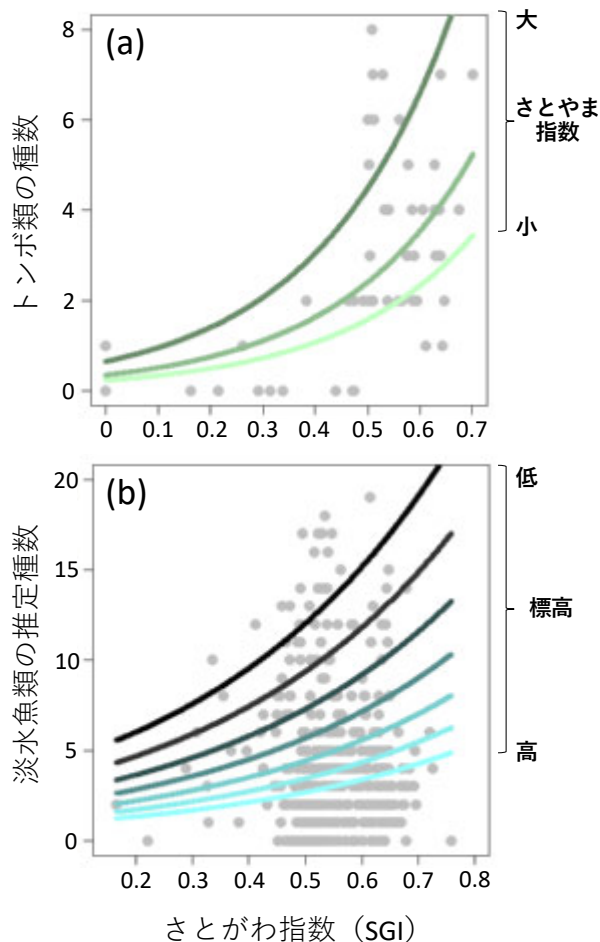 (a)
トンボ類の種数
8
6
4
2
0
0 0.1 0.2 0.3 0.4 0.5 0.6 0.7
大
さとやま
指数
小
(b)
淡水魚類の推定種数
20
15
10
5
0
0.2 0.3 0.4 0.5 0.6 0.7 0.8
低
標高
高
さとがわ指数（SGI）